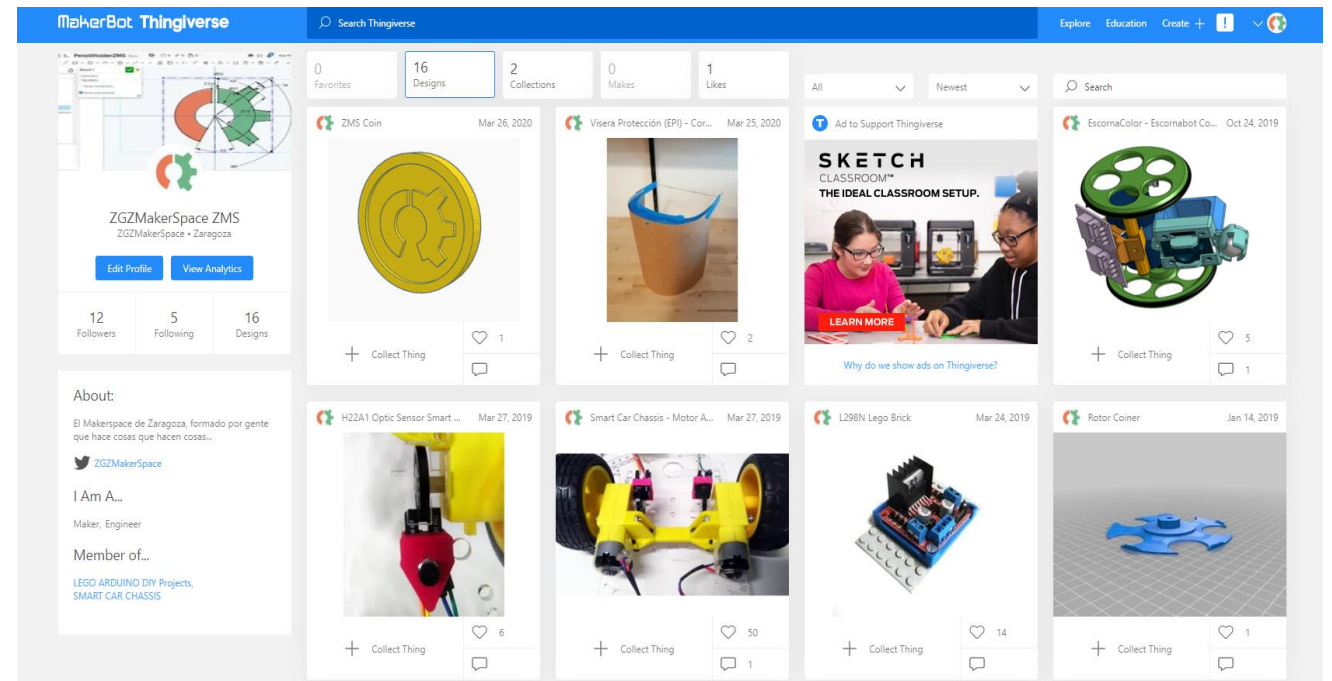 MakerBot Thingiverse
Search Thingiverse
Explore Education Create
PencilHolderZMS
ZGZMakerSpace ZMS
ZGZMakerSpace • Zaragoza
Edit Profile View Analytics
12 5 16
Followers Following Designs
About:
El Makerspace de Zaragoza, formado por gente
que hace cosas que hacen cosas...
ZGZMakerSpace
I Am A...
Maker, Engineer
Member of...
LEGO ARDUINO DIY Projects,
SMART CAR CHASSIS
0 16 2 0 1
Favorites Designs Collections Makes Likes
All Newest Search
ZMS Coin Mar 26, 2020
Collect Thing 1
Visera Protección (EPI) - Cor... Mar 25, 2020
Collect Thing 2
Ad to Support Thingiverse
SKETCH
CLASSROOM™
THE IDEAL CLASSROOM SETUP.
LEARN MORE
Why do we show ads on Thingiverse?
EscornaColor - Escornabot Co... Oct 24, 2019
5
Collect Thing
1
H22A1 Optic Sensor Smart ... Mar 27, 2019
6
Collect Thing
Smart Car Chassis - Motor A... Mar 27, 2019
50
Collect Thing
1
L298N Lego Brick Mar 24, 2019
14
Collect Thing
Rotor Coiner Jan 14, 2019
1
Collect Thing